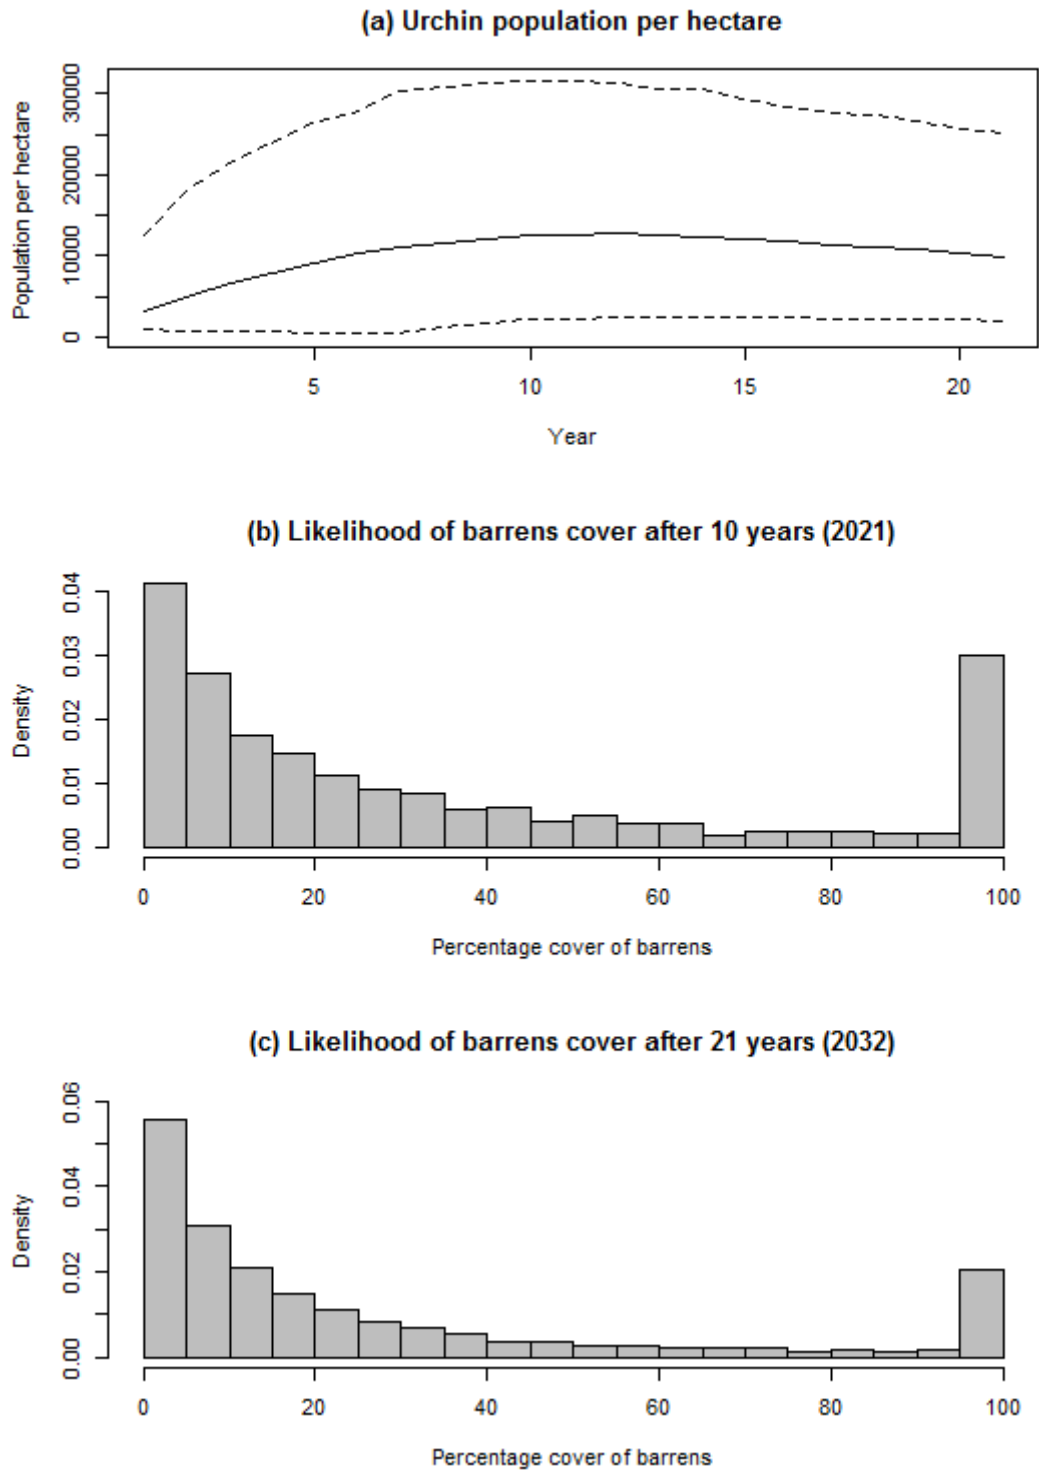 (a) Urchin population per hectare
Population per hectare
0 10000 20000 30000
5 10 15 20
Year
(b) Likelihood of barrens cover after 10 years (2021)
Density
0.00 0.01 0.02 0.03 0.04
0 20 40 60 80 100
Percentage cover of barrens
(c) Likelihood of barrens cover after 21 years (2032)
Density
0.00 0.02 0.04 0.06
0 20 40 60 80 100
Percentage cover of barrens